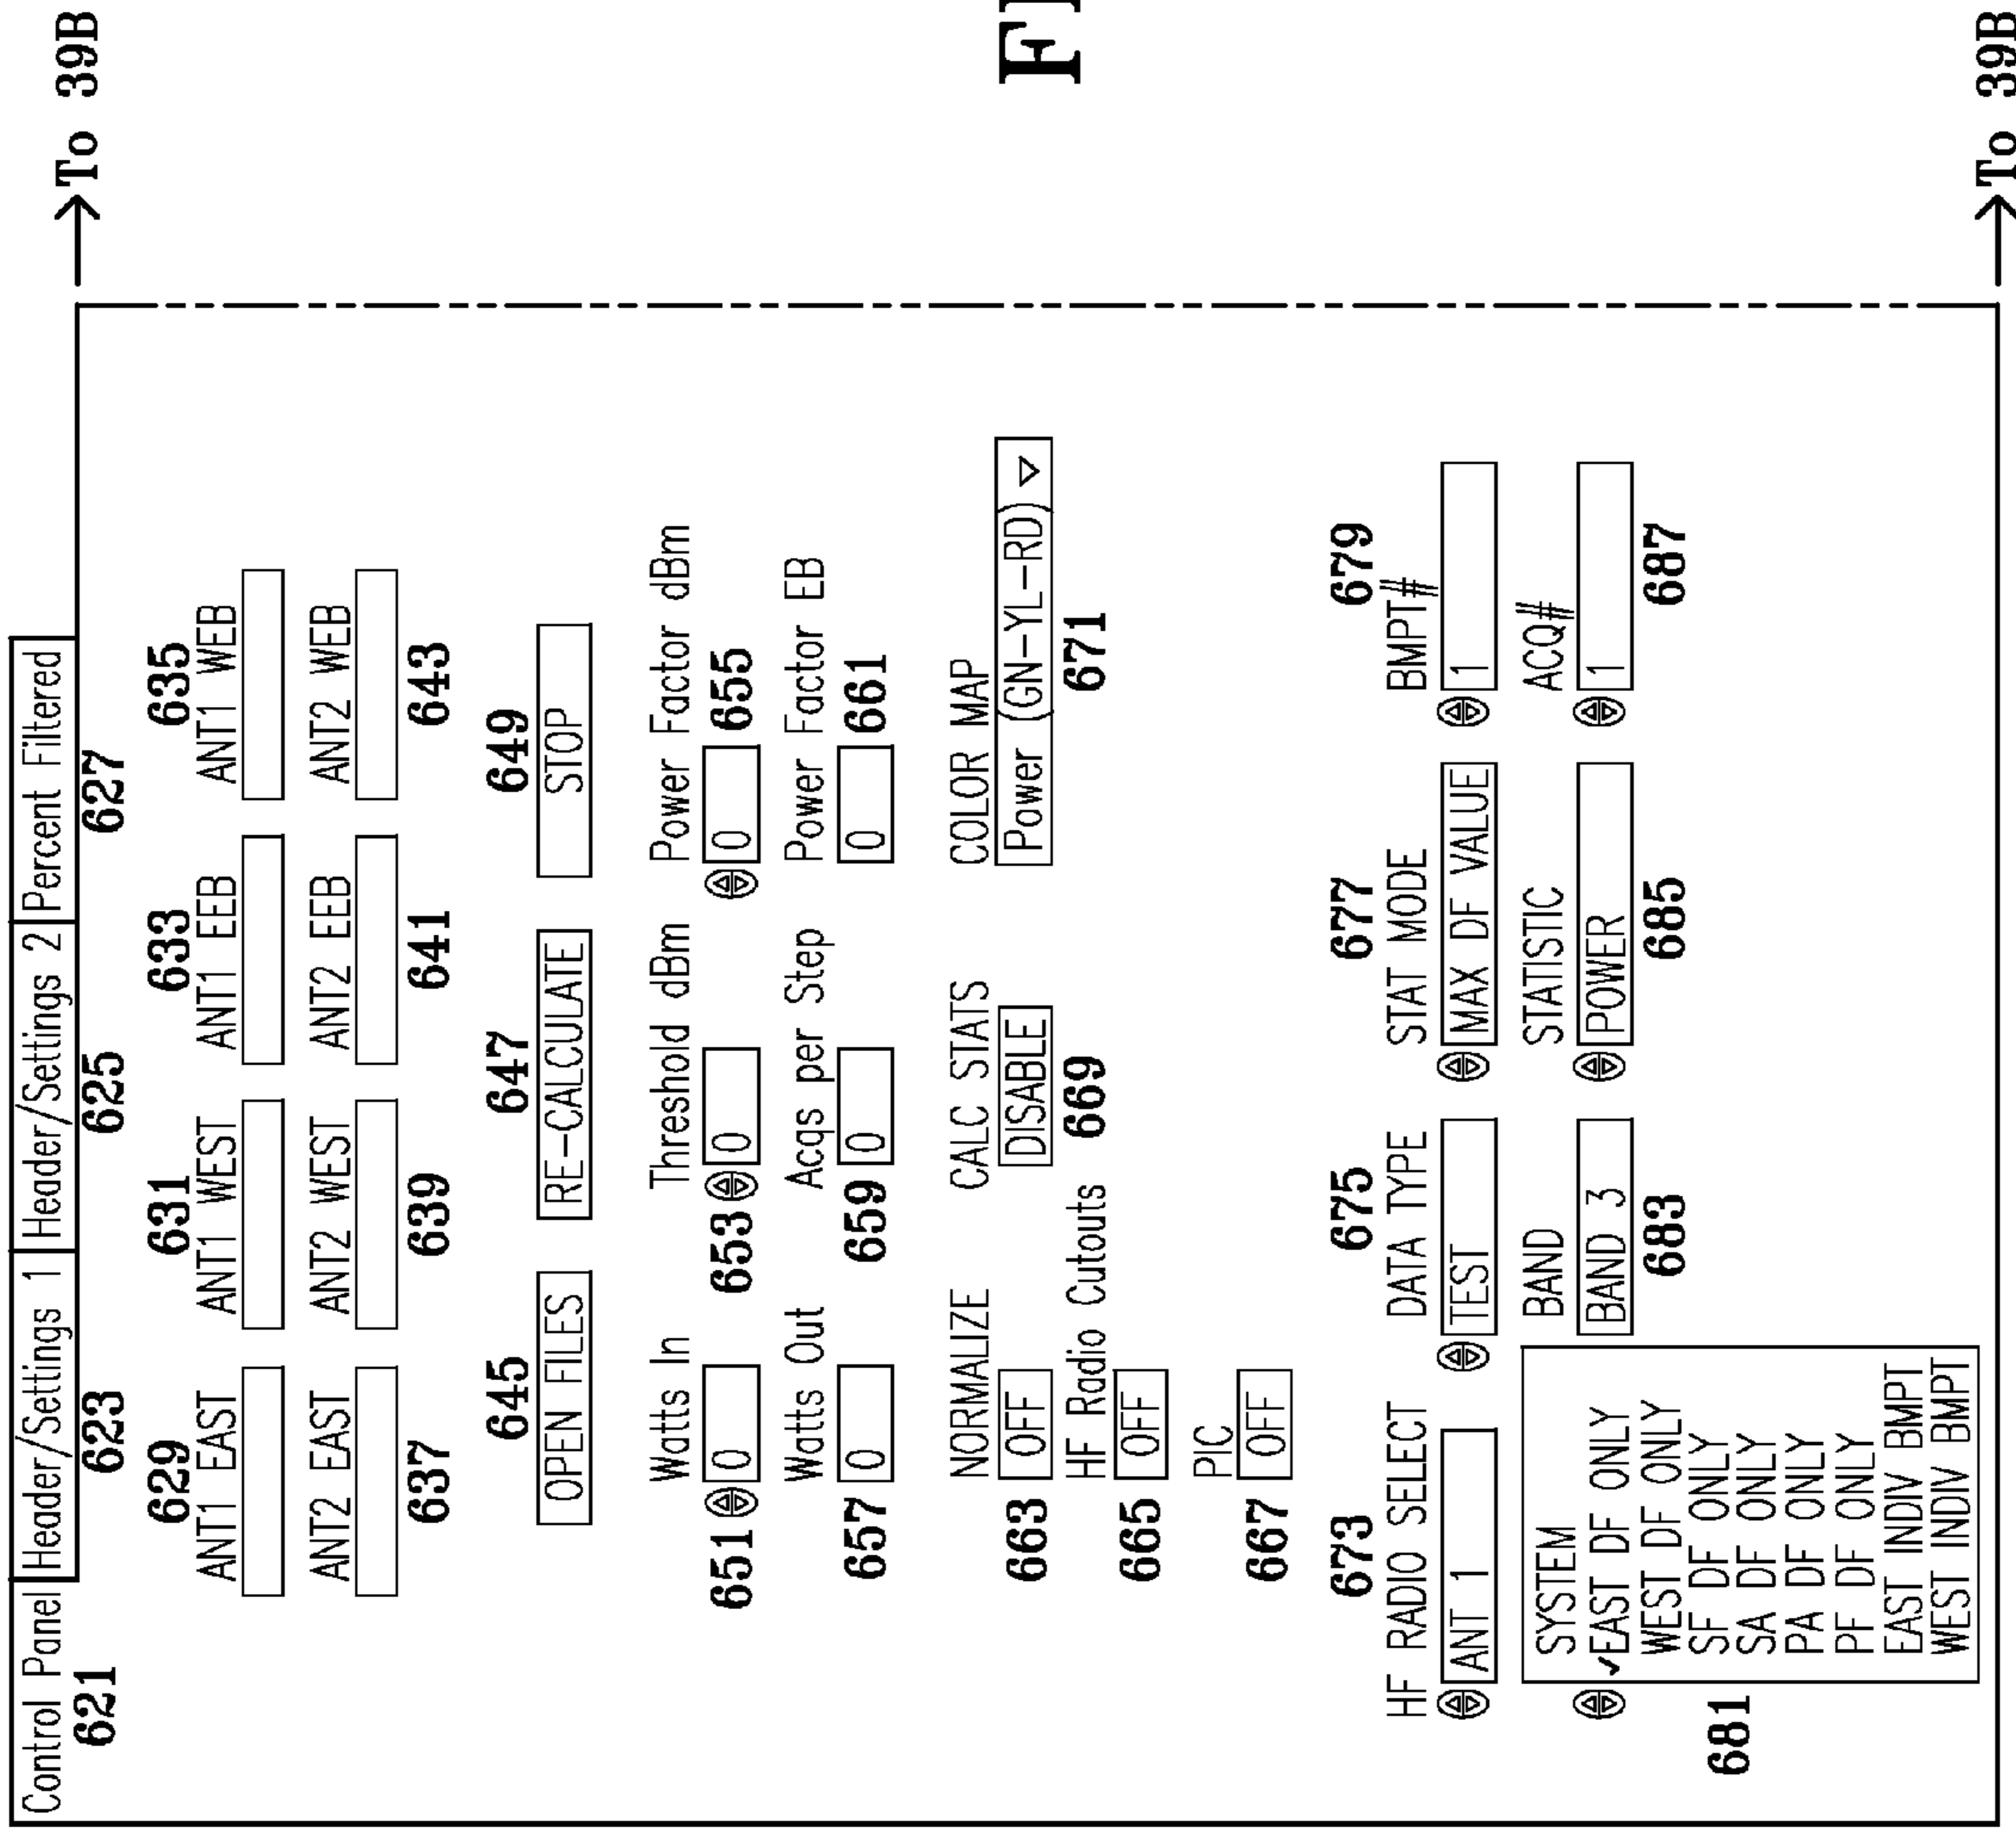 Control Panel Header/Settings 1 Header/Settings 2 Percent Filtered
621 623 625 627
To 39B
629 631 633 635
ANT1 EAST ANT1 WEST ANT1 EEB ANT1 WEB
ANT2 EAST ANT2 WEST ANT2 EEB ANT2 WEB
637 639 641 643
645 647 649
OPEN FILES RE-CALCULATE STOP
Watts In Threshold dBm Power Factor dBm
651 0 653 0 0 655
Watts Out Acqs per Step Power Factor EB
657 0 659 0 0 661
NORMALIZE CALC STATS COLOR MAP
663 OFF DISABLE Power (GN-YL-RD)
HF Radio Cutouts 669 671
665 OFF
PIC
667 OFF
673 675 677 679
HF RADIO SELECT DATA TYPE STAT MODE BMPT#
ANT 1 TEST MAX DF VALUE 1
SYSTEM BAND STATISTIC ACQ#
✓EAST DF ONLY BAND 3 POWER 1
WEST DF ONLY 683 685 687
SF DF ONLY
SA DF ONLY
PA DF ONLY
PF DF ONLY
EAST INDIV BMPT
WEST INDIV BMPT
681
To 39B